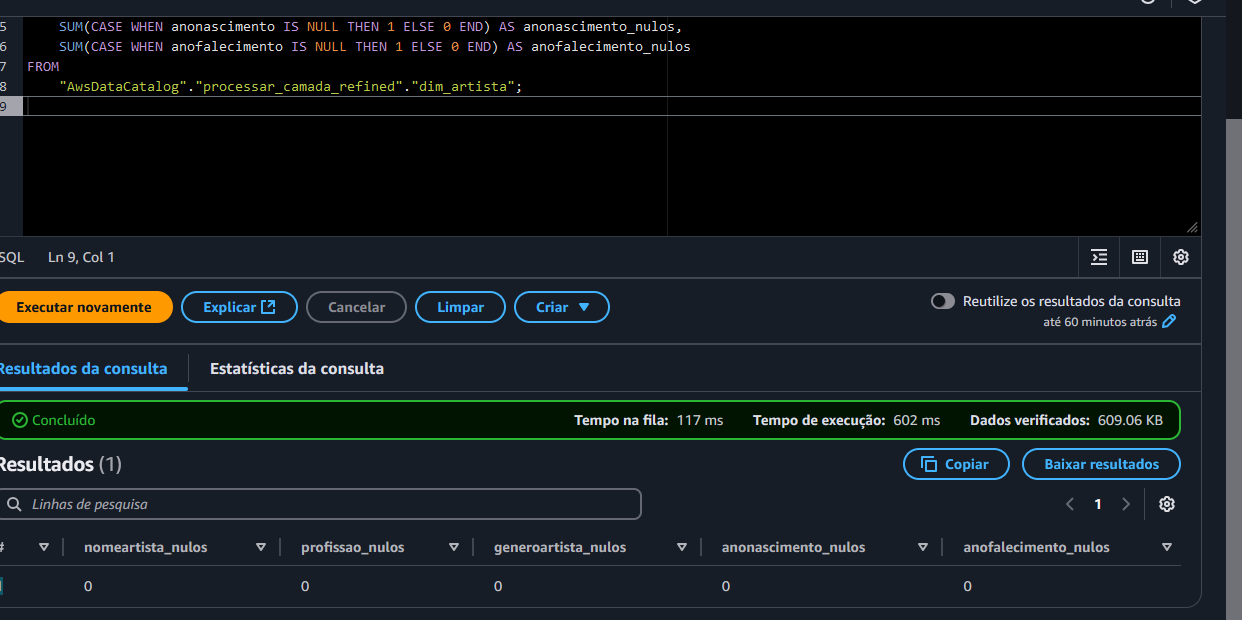 5 SUM(CASE WHEN anonascimento IS NULL THEN 1 ELSE 0 END) AS anonascimento_nulos,
6 SUM(CASE WHEN anofalecimento IS NULL THEN 1 ELSE 0 END) AS anofalecimento_nulos
7 FROM
8 "AwsDataCatalog"."processar_camada_refined"."dim_artista";
9
SQL Ln 9, Col 1
Executar novamente Explicar Cancelar Limpar Criar Reutilize os resultados da consulta
até 60 minutos atrás
Resultados da consulta Estatísticas da consulta
Concluído Tempo na fila: 117 ms Tempo de execução: 602 ms Dados verificados: 609.06 KB
Resultados (1) Copiar Baixar resultados
Linhas de pesquisa 1
# nomeartista_nulos profissao_nulos generoartista_nulos anonascimento_nulos anofalecimento_nulos
0 0 0 0 0